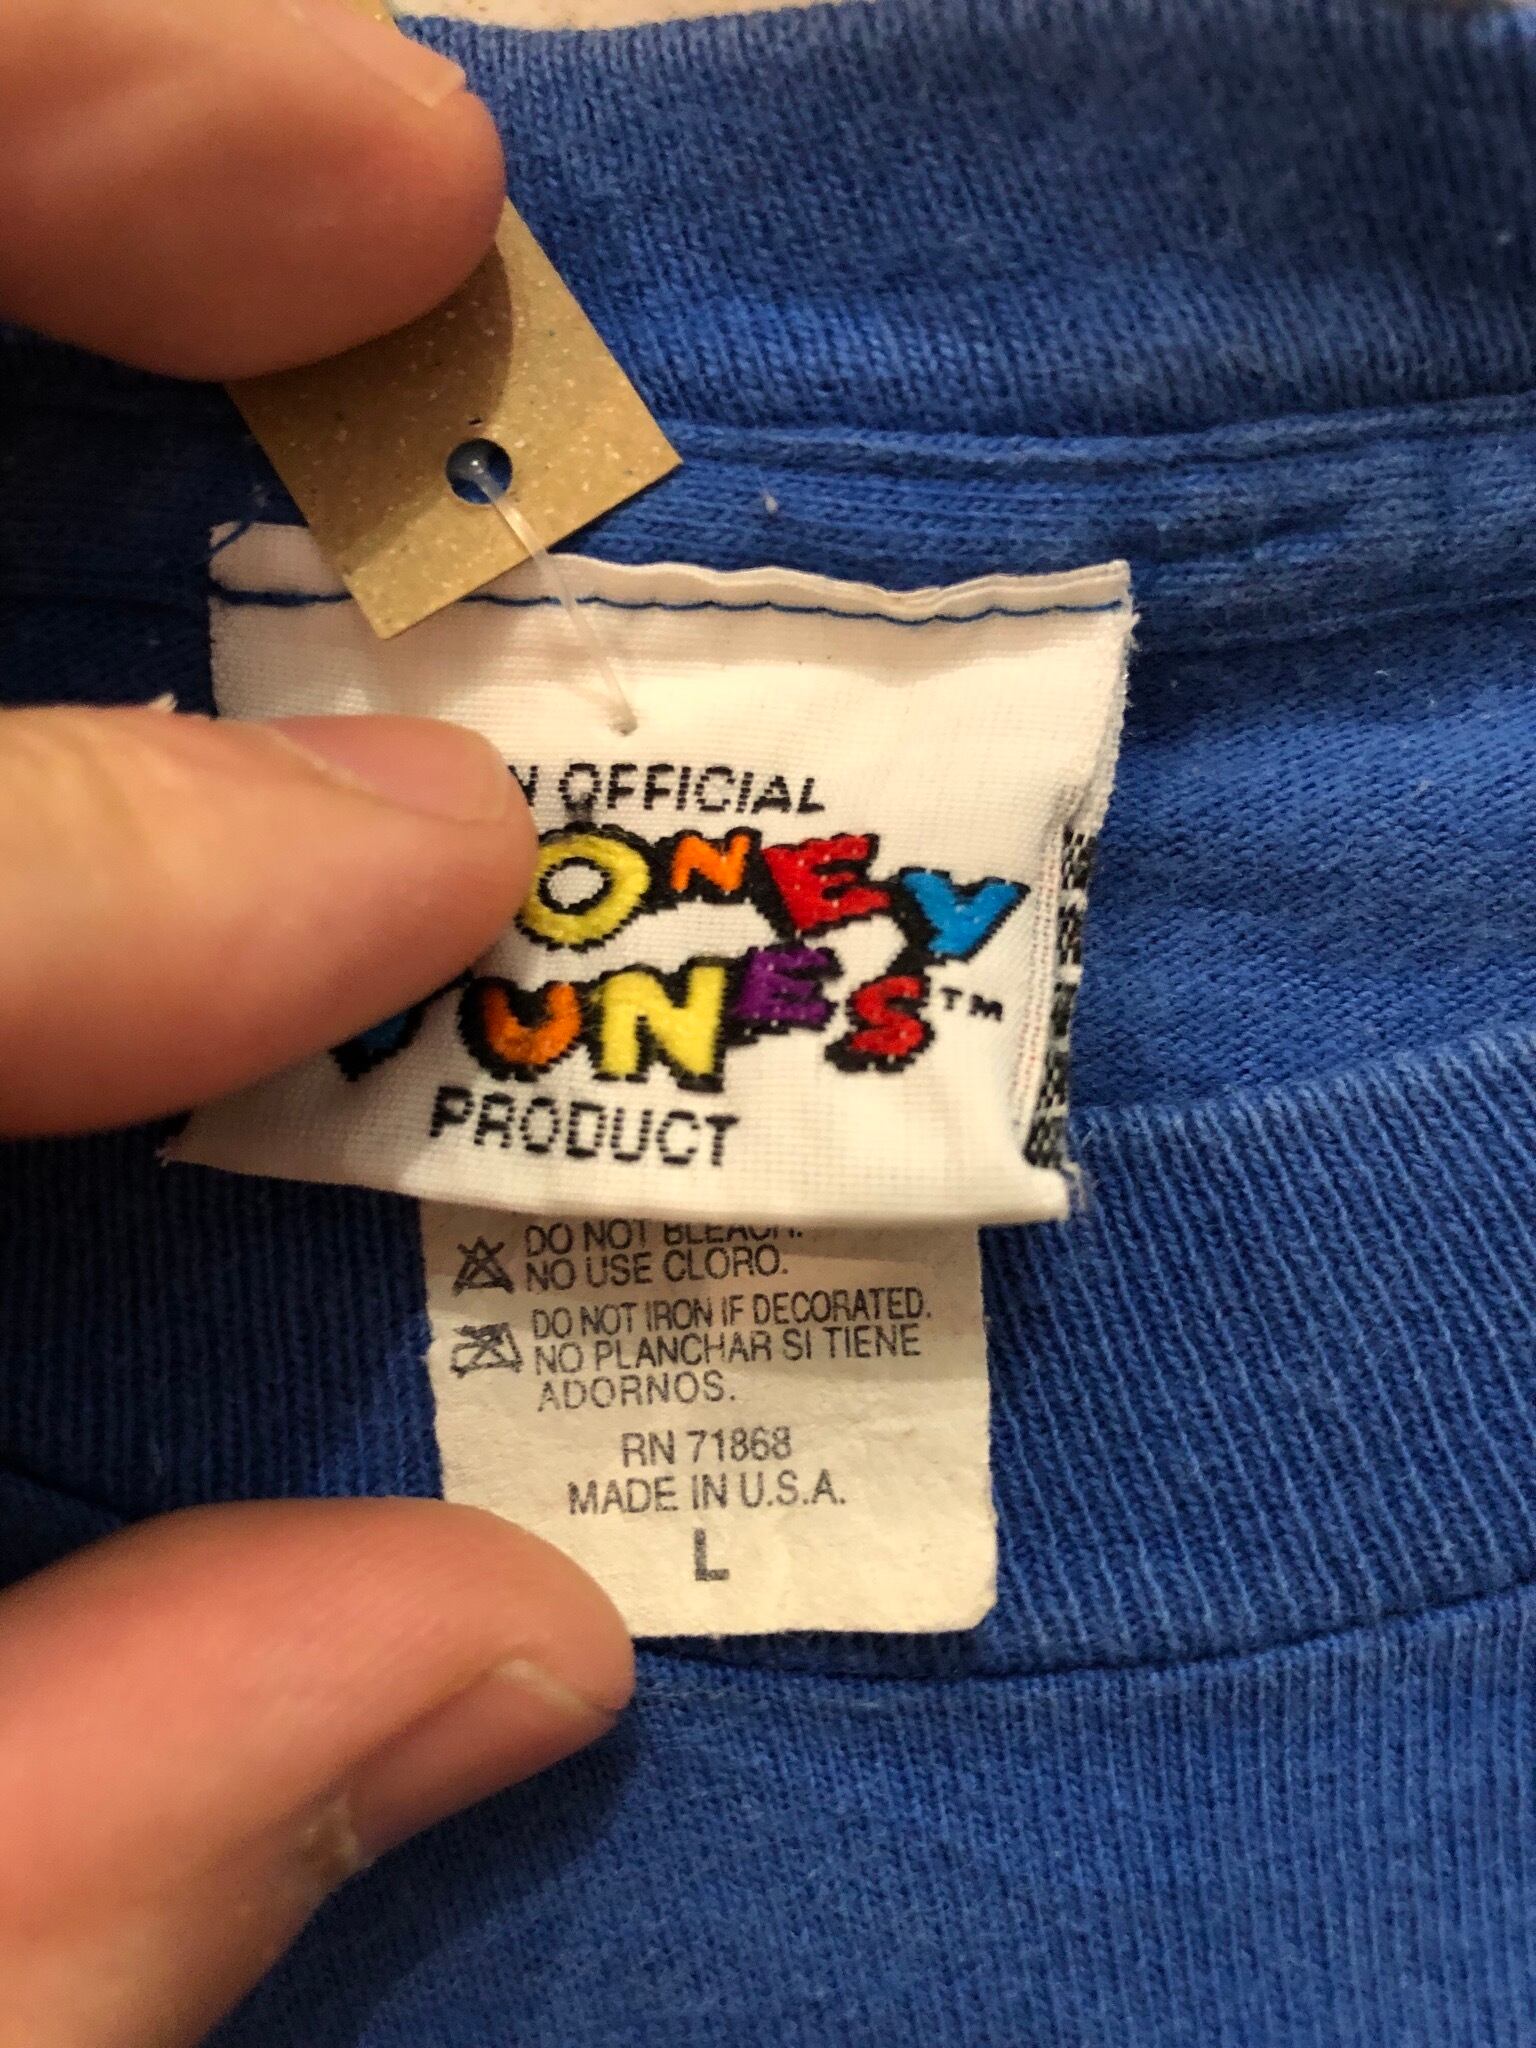 OFFICIAL
ONEY
TUNES™
PRODUCT
DO NOT BLEACH.
NO USE CLORO.
DO NOT IRON IF DECORATED.
NO PLANCHAR SI TIENE
ADORNOS.
RN 71868
MADE IN U.S.A.
L